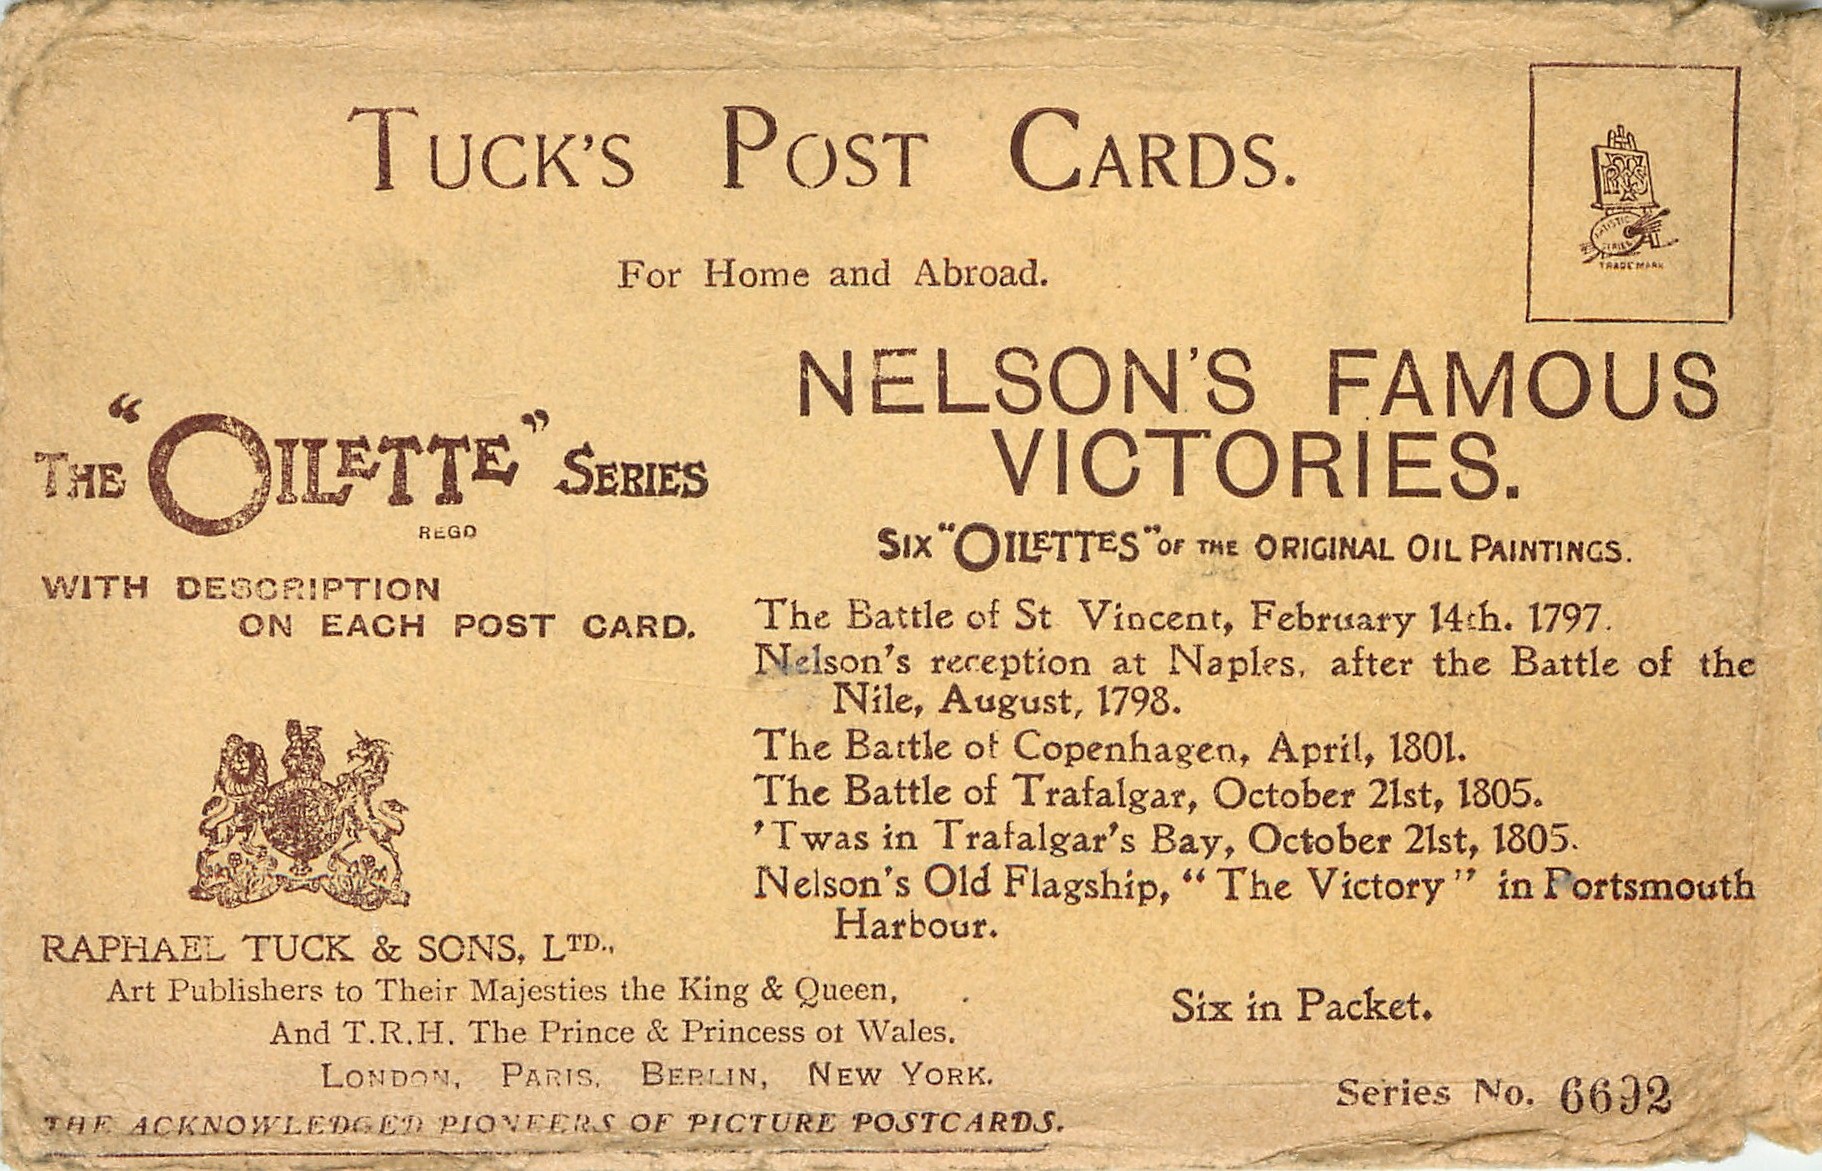 TUCK'S POST CARDS.
For Home and Abroad.
ARTISTIC
SERIES
TRADE MARK
THE "OILETTE" SERIES
REGD
WITH DESCRIPTION
ON EACH POST CARD.
NELSON'S FAMOUS
VICTORIES.
SIX "OILETTES" OF THE ORIGINAL OIL PAINTINGS.
The Battle of St Vincent, February 14th. 1797.
Nelson's reception at Naples, after the Battle of the
Nile, August, 1798.
The Battle of Copenhagen, April, 1801.
The Battle of Trafalgar, October 21st, 1805.
'Twas in Trafalgar's Bay, October 21st, 1805.
Nelson's Old Flagship, "The Victory" in Portsmouth
Harbour.
RAPHAEL TUCK & SONS, LTD.,
Art Publishers to Their Majesties the King & Queen,
And T.R.H. The Prince & Princess of Wales.
LONDON, PARIS, BERLIN, NEW YORK.
THE ACKNOWLEDGED PIONEERS OF PICTURE POSTCARDS.
Six in Packet.
Series No. 6692